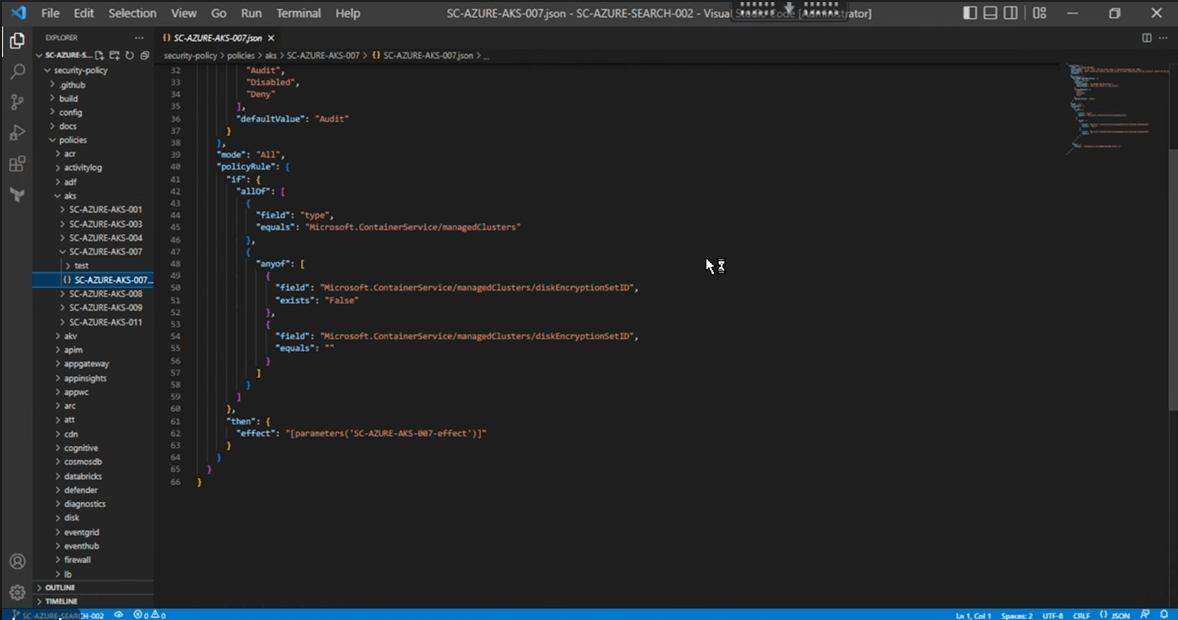 File Edit Selection View Go Run Terminal Help
SC-AZURE-AKS-007.json - SC-AZURE-SEARCH-002 - Visual Studio Code [Administrator]
EXPLORER
SC-AZURE-S...
security-policy
.github
build
config
docs
policies
acr
activitylog
adf
aks
SC-AZURE-AKS-001
SC-AZURE-AKS-003
SC-AZURE-AKS-004
SC-AZURE-AKS-007
test
{} SC-AZURE-AKS-007...
SC-AZURE-AKS-008
SC-AZURE-AKS-009
SC-AZURE-AKS-011
akv
apim
appgateway
appinsights
appwc
arc
att
cdn
cognitive
cosmosdb
databricks
defender
diagnostics
disk
eventgrid
eventhub
firewall
lb
OUTLINE
TIMELINE
{} SC-AZURE-AKS-007.json
security-policy > policies > aks > SC-AZURE-AKS-007 > {} SC-AZURE-AKS-007.json > ...
32 "Audit",
33 "Disabled",
34 "Deny"
35 ],
36 "defaultValue": "Audit"
37 }
38 },
39 "mode": "All",
40 "policyRule": {
41 "if": {
42 "allOf": [
43 {
44 "field": "type",
45 "equals": "Microsoft.ContainerService/managedClusters"
46 },
47 {
48 "anyof": [
49 {
50 "field": "Microsoft.ContainerService/managedClusters/diskEncryptionSetID",
51 "exists": "False"
52 },
53 {
54 "field": "Microsoft.ContainerService/managedClusters/diskEncryptionSetID",
55 "equals": ""
56 }
57 ]
58 }
59 ]
60 },
61 "then": {
62 "effect": "[parameters('SC-AZURE-AKS-007-effect')]"
63 }
64 }
65 }
66 }
SC-AZURE-SEARCH-002 0 0 Ln 1, Col 1 Spaces: 2 UTF-8 CRLF {} JSON